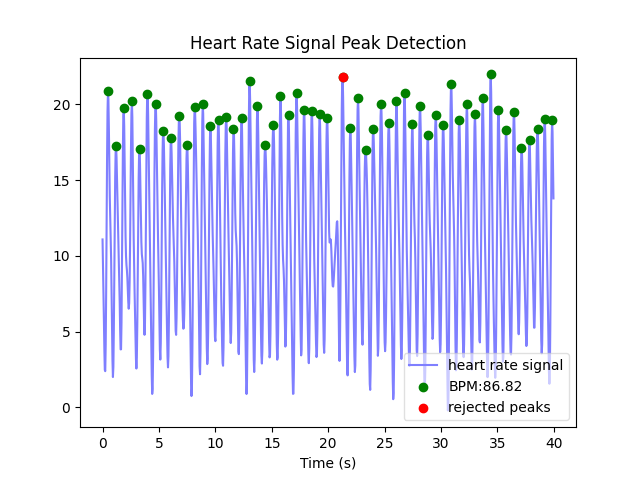 Heart Rate Signal Peak Detection
20
15
10
5
0
0 5 10 15 20 25 30 35 40
Time (s)
heart rate signal
BPM:86.82
rejected peaks